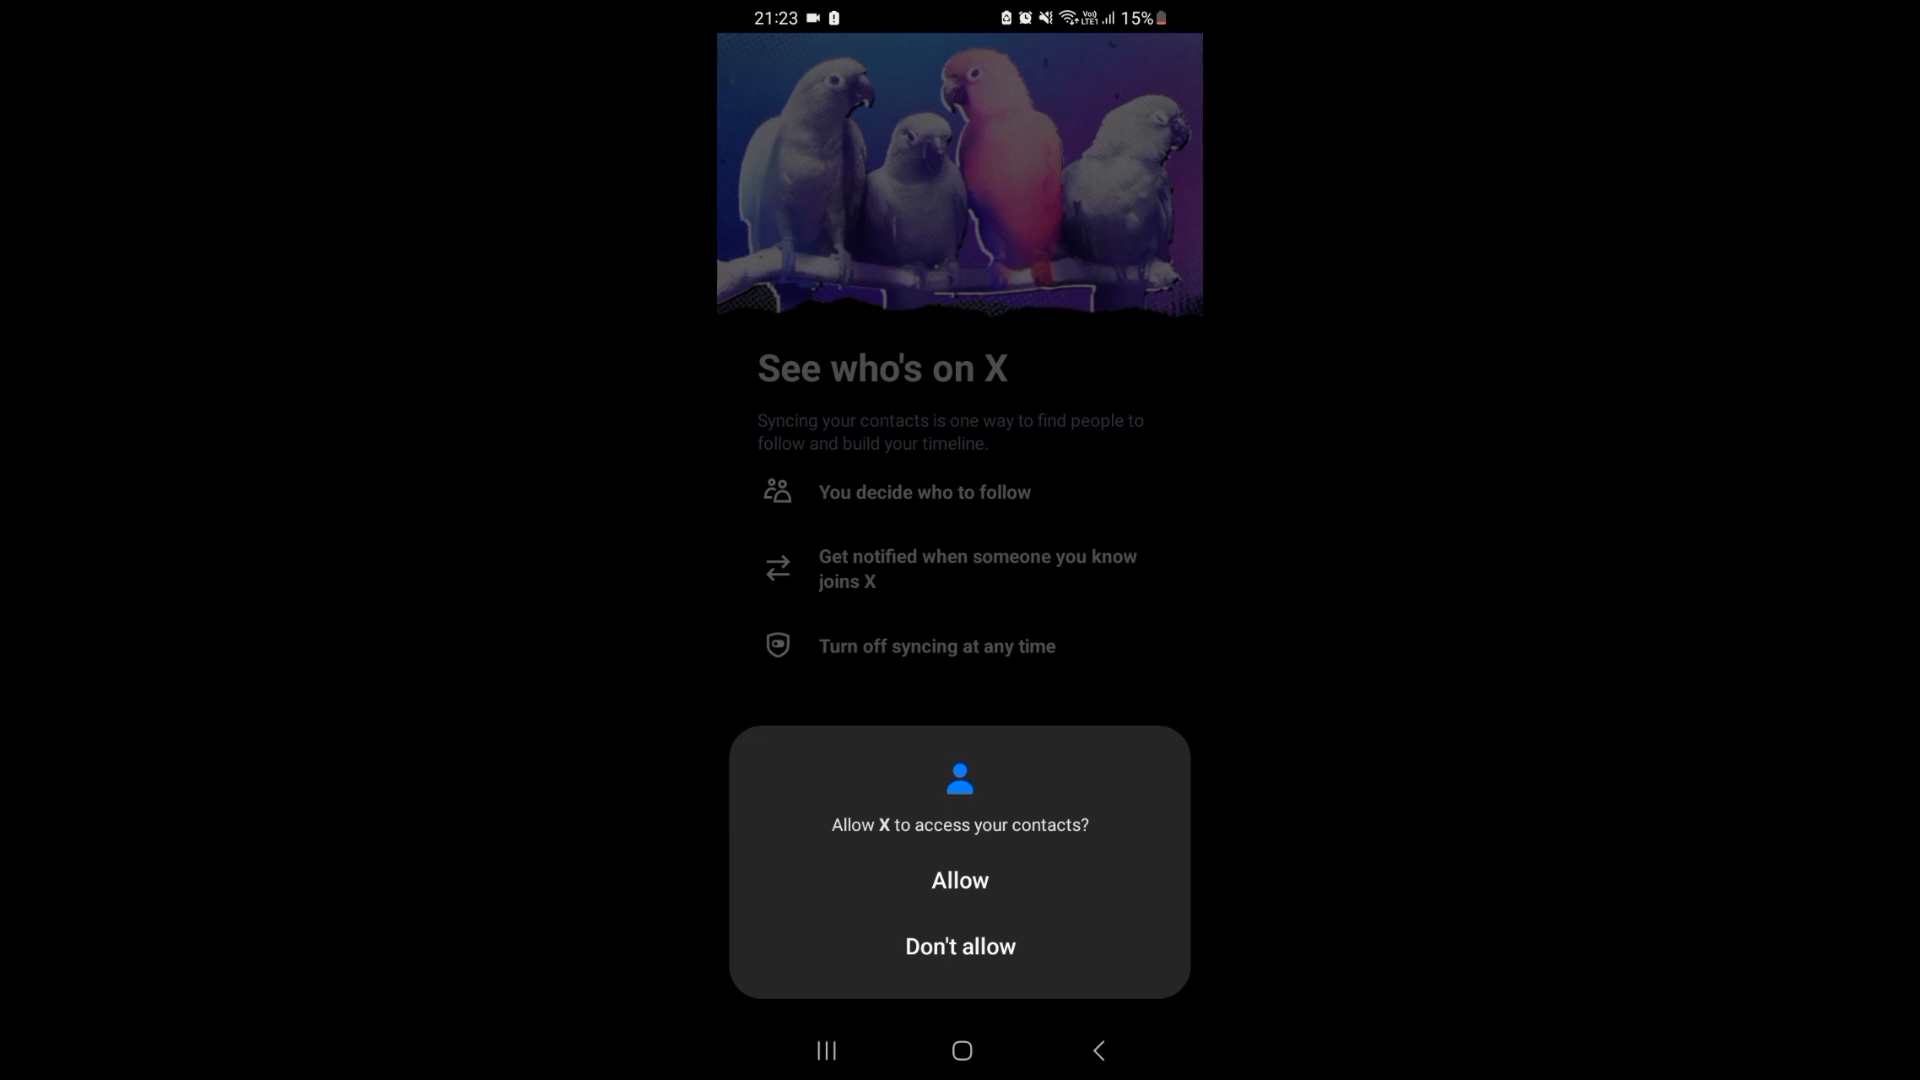 21:23
Vo)) LTE1 15%
See who's on X
Syncing your contacts is one way to find people to
follow and build your timeline.
You decide who to follow
Get notified when someone you know
joins X
Turn off syncing at any time
Allow X to access your contacts?
Allow
Don't allow